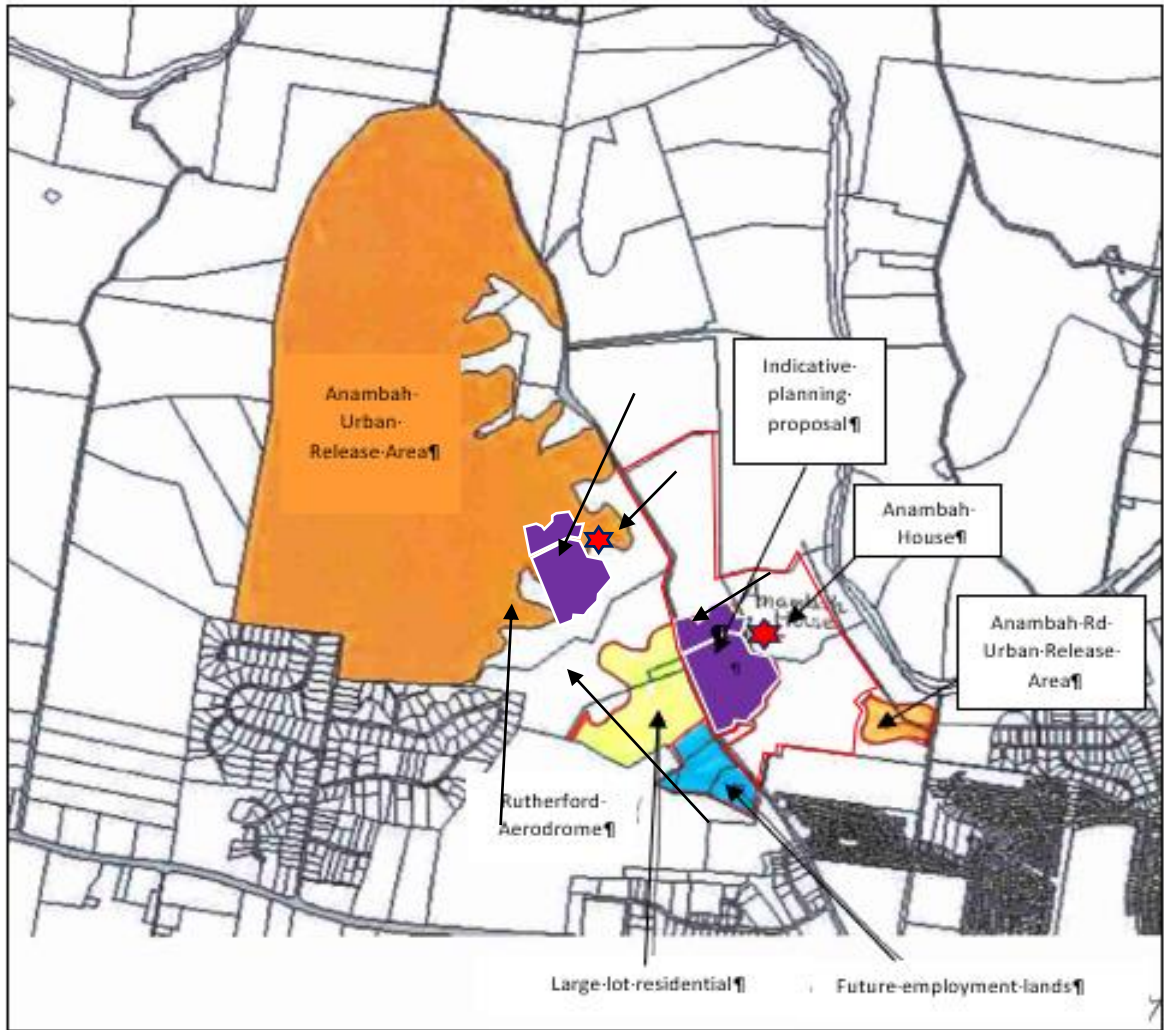 Indicative-
planning-
proposal¶
Anambah-
Urban-
Release-Area¶
Anambah-
House¶
House
Anambah-Rd-
Urban-Release-
Area¶
Rutherford-
Aerodrome¶
Large-lot-residential¶
Future-employment-lands¶